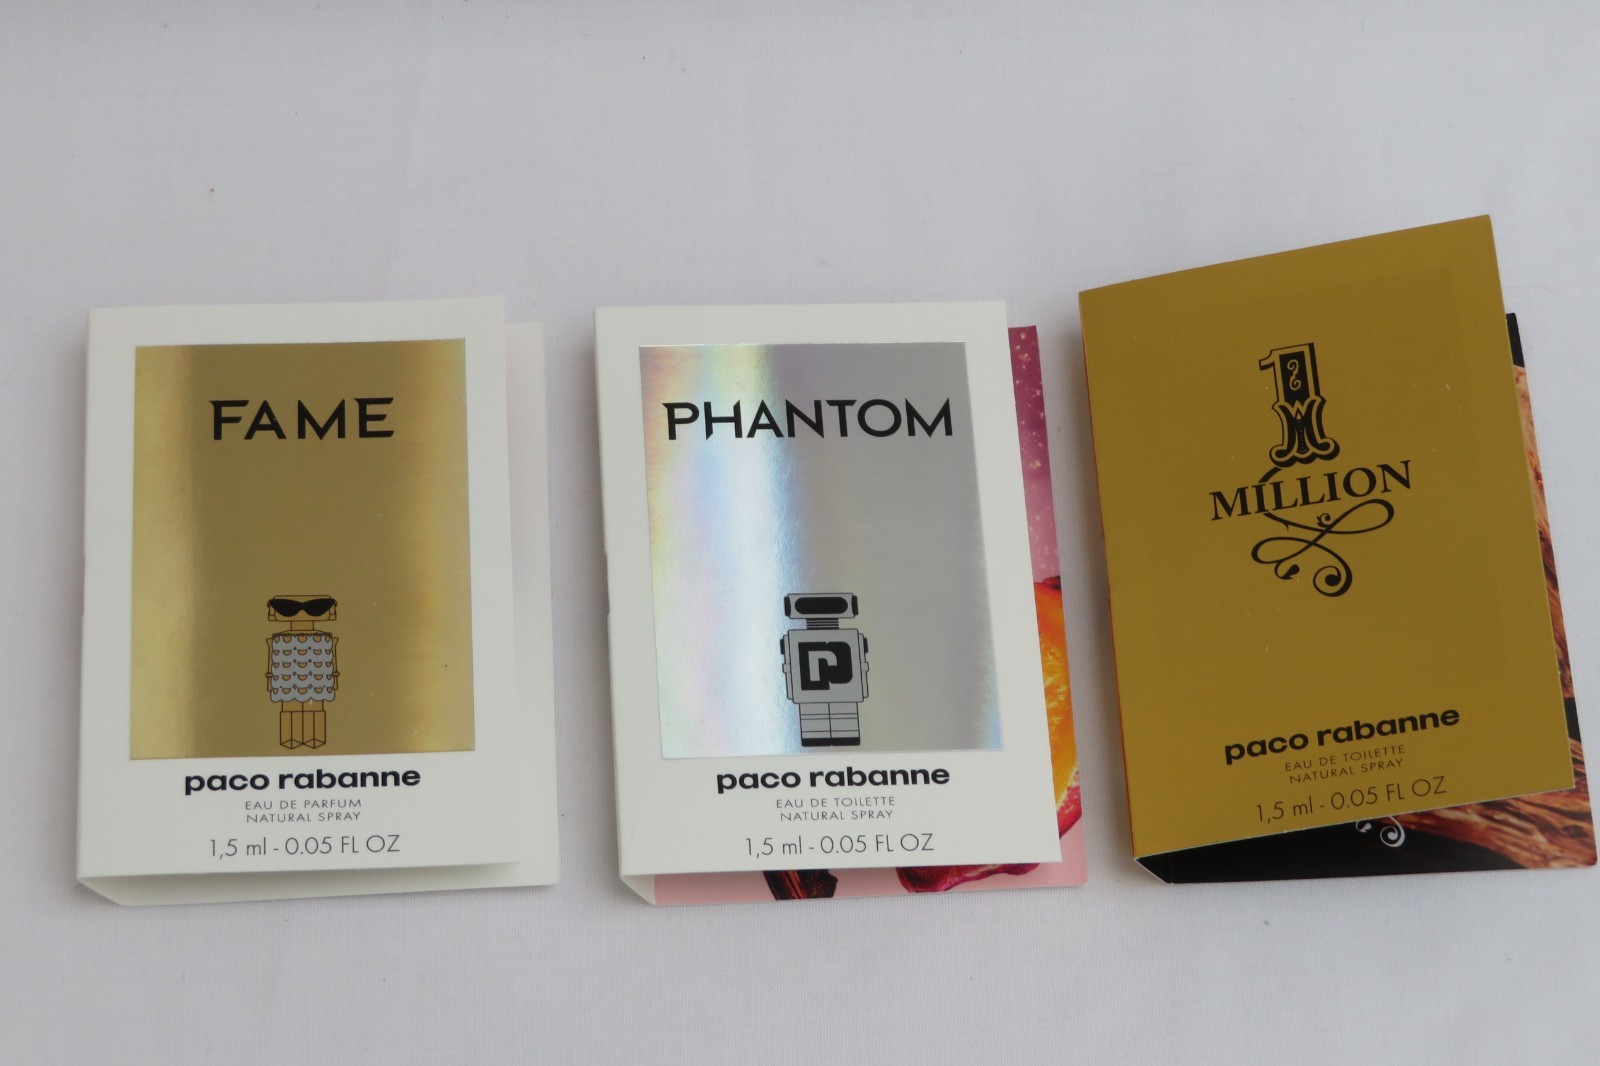 FAME
paco rabanne
EAU DE PARFUM
NATURAL SPRAY
1,5 ml - 0.05 FL OZ
PHANTOM
paco rabanne
EAU DE TOILETTE
NATURAL SPRAY
1,5 ml - 0.05 FL OZ
1
MILLION
paco rabanne
EAU DE TOILETTE
NATURAL SPRAY
1,5 ml - 0.05 FL OZ